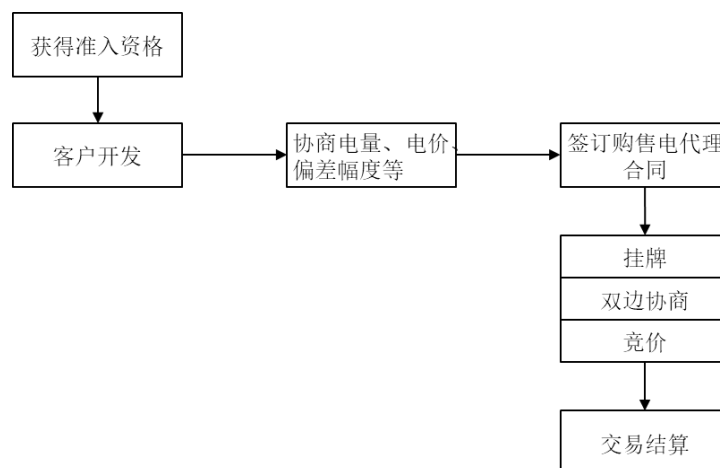 获得准入资格
客户开发
协商电量、电价、
偏差幅度等
签订购售电代理
合同
挂牌
双边协商
竞价
交易结算